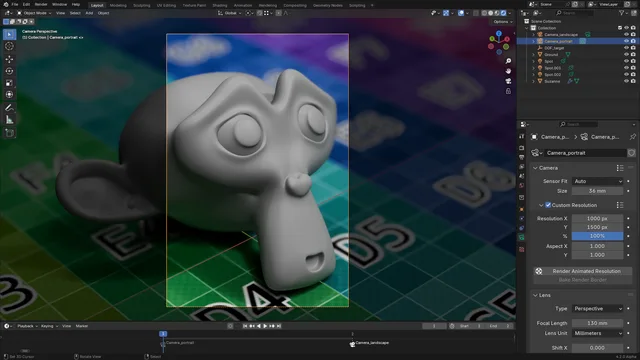 File Edit Render Window Help Layout Modeling Sculpting UV Editing Texture Paint Shading Animation Rendering Compositing Geometry Nodes Scripting
Scene ViewLayer
Object Mode View Select Add Object Global
Camera Perspective
(1) Collection | Camera_portrait
Scene Collection
Collection
Camera_landscape
Camera_portrait
DOF_target
Ground
Spot
Spot.001
Spot.002
Suzanne
Camera_p... Camera_p...
Camera_portrait
Camera
Sensor Fit Auto
Size 36 mm
Custom Resolution
Resolution X 1000 px
Y 1500 px
% 100%
Aspect X 1.000
Y 1.000
Render Animated Resolution
Bake Render Border
Lens
Type Perspective
Focal Length 130 mm
Lens Unit Millimeters
Shift X 0.000
D5
D4
3
Playback Keying View Marker
1 Start 1 End 2
1
2
Camera_portrait
Camera_landscape
Set 3D Cursor Rotate View Select